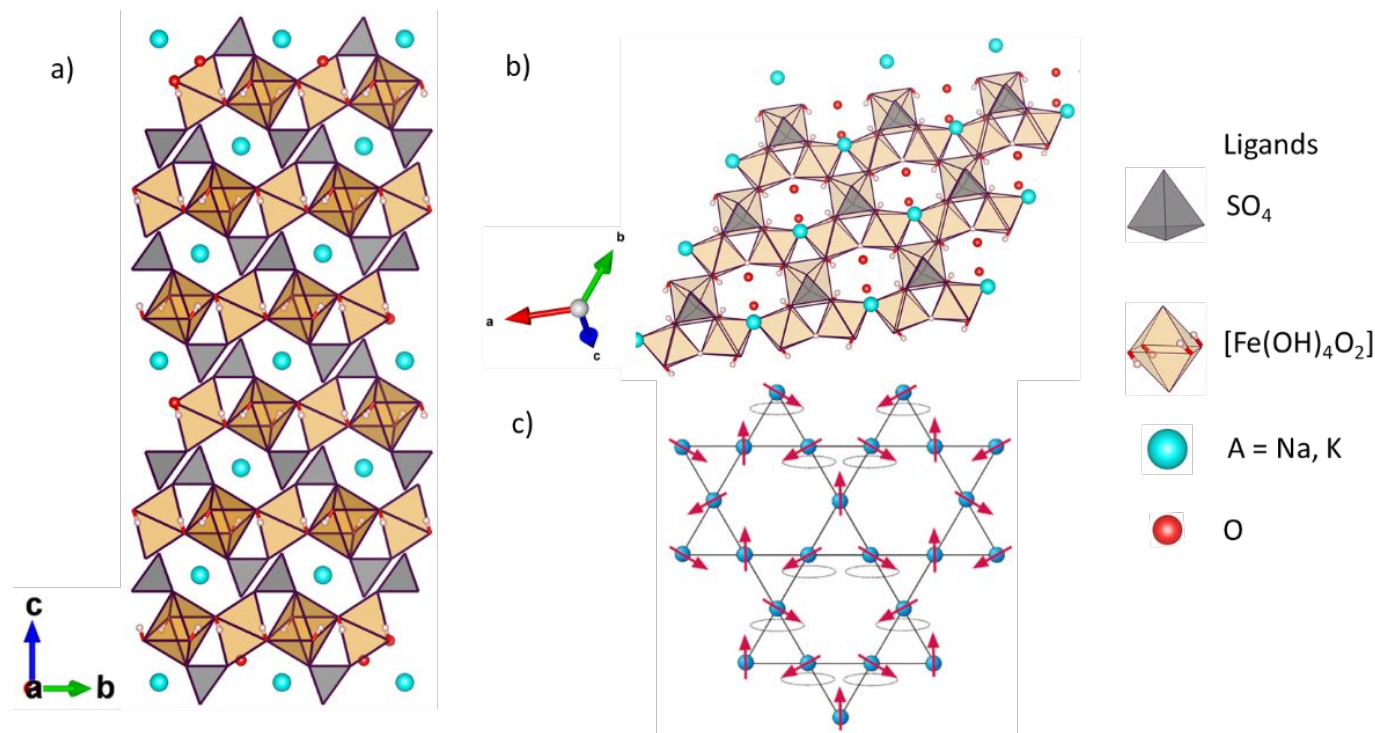 a)
c
a
b
b)
b
a
c
c)
Ligands
SO₄
[Fe(OH)₄O₂]
A = Na, K
O